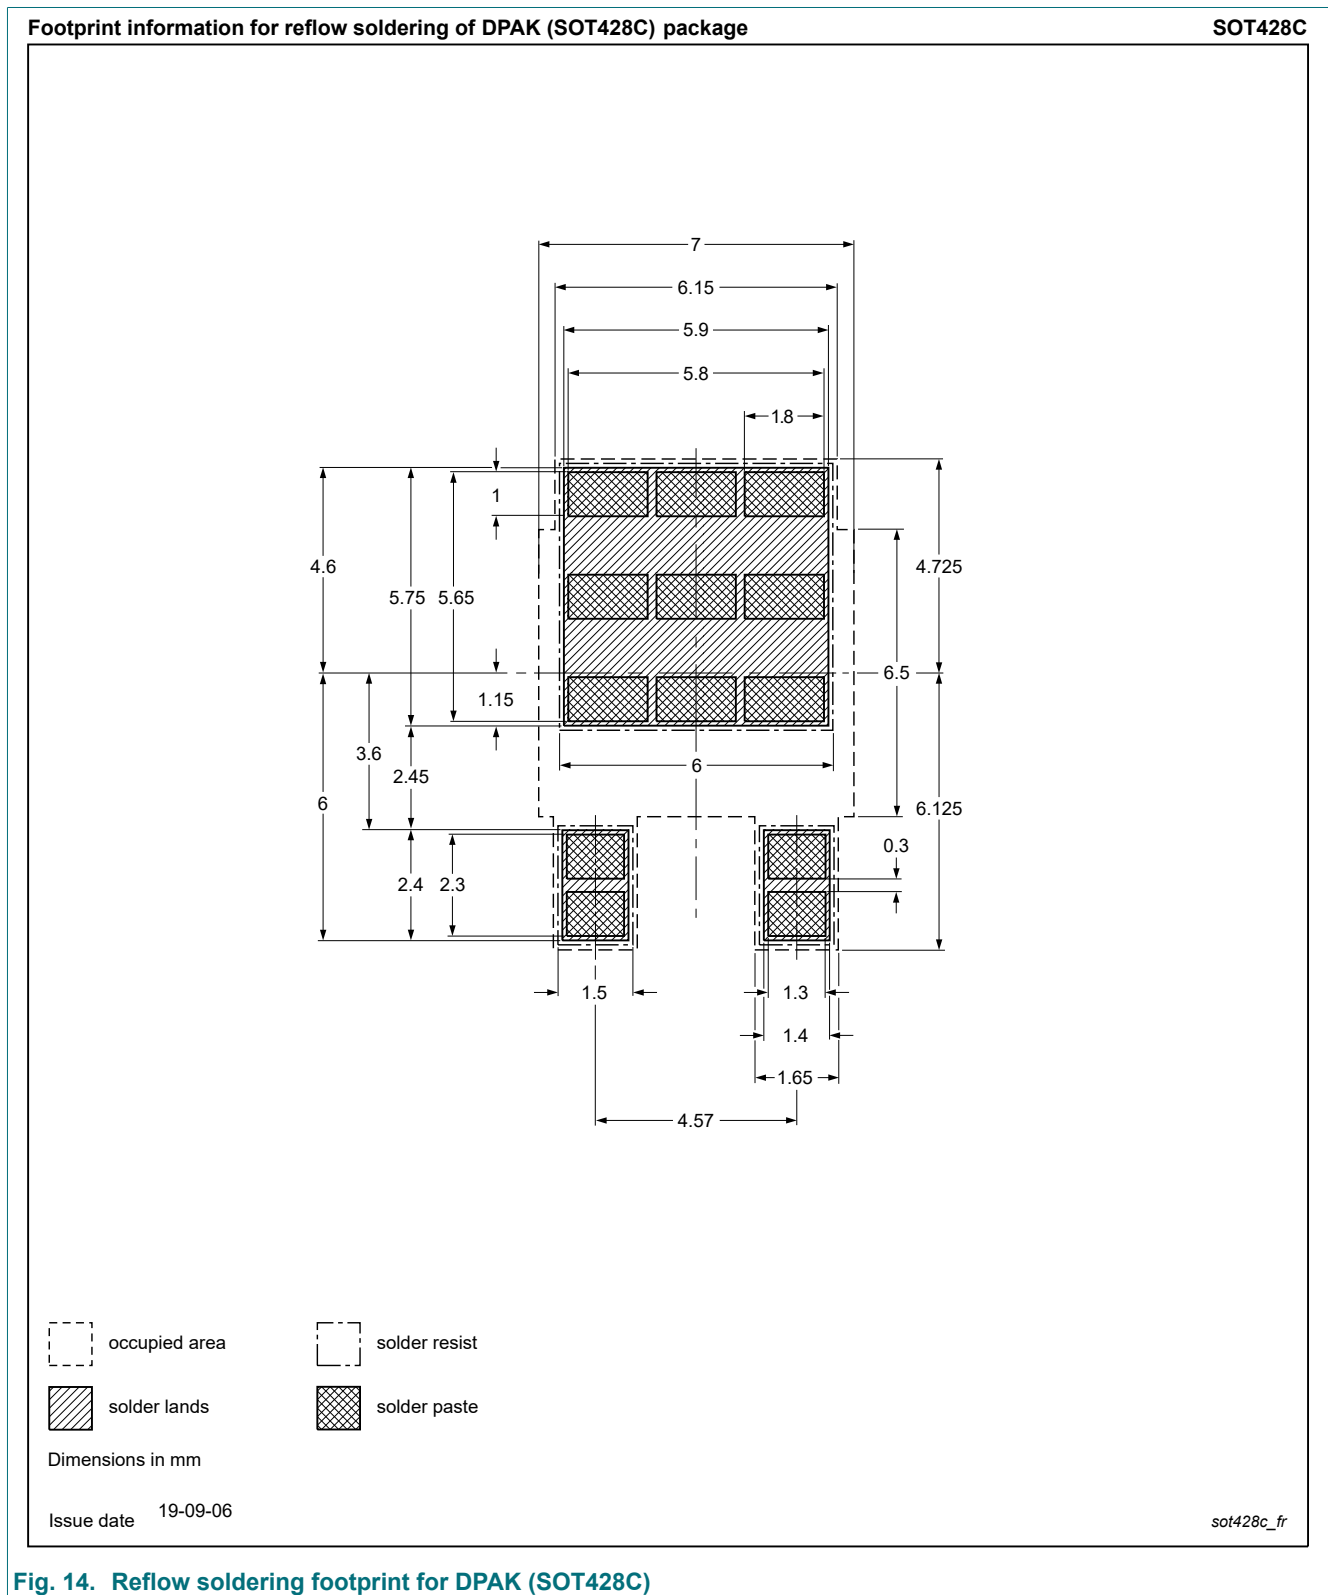 Footprint information for reflow soldering of DPAK (SOT428C) package SOT428C
7
6.15
5.9
5.8
1.8
1
4.6
4.725
5.75
5.65
6.5
1.15
3.6
6
2.45
6
6.125
0.3
2.4
2.3
1.5
1.3
1.4
1.65
4.57
occupied area
solder resist
solder lands
solder paste
Dimensions in mm
Issue date 19-09-06
sot428c_fr
Fig. 14. Reflow soldering footprint for DPAK (SOT428C)